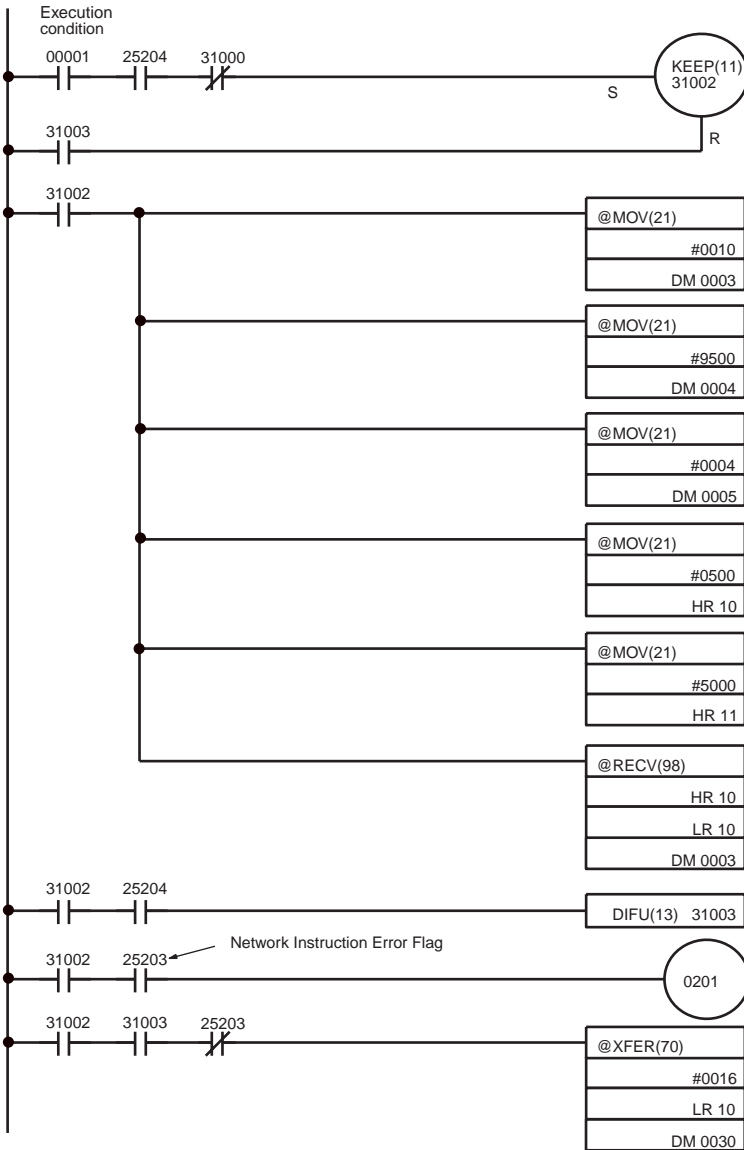 Execution
condition
00001 25204 31000
KEEP(11)
31002
S
R
31003
31002
@MOV(21)
#0010
DM 0003
@MOV(21)
#9500
DM 0004
@MOV(21)
#0004
DM 0005
@MOV(21)
#0500
HR 10
@MOV(21)
#5000
HR 11
@RECV(98)
HR 10
LR 10
DM 0003
31002 25204
DIFU(13) 31003
Network Instruction Error Flag
31002 25203
0201
31002 31003 25203
@XFER(70)
#0016
LR 10
DM 0030